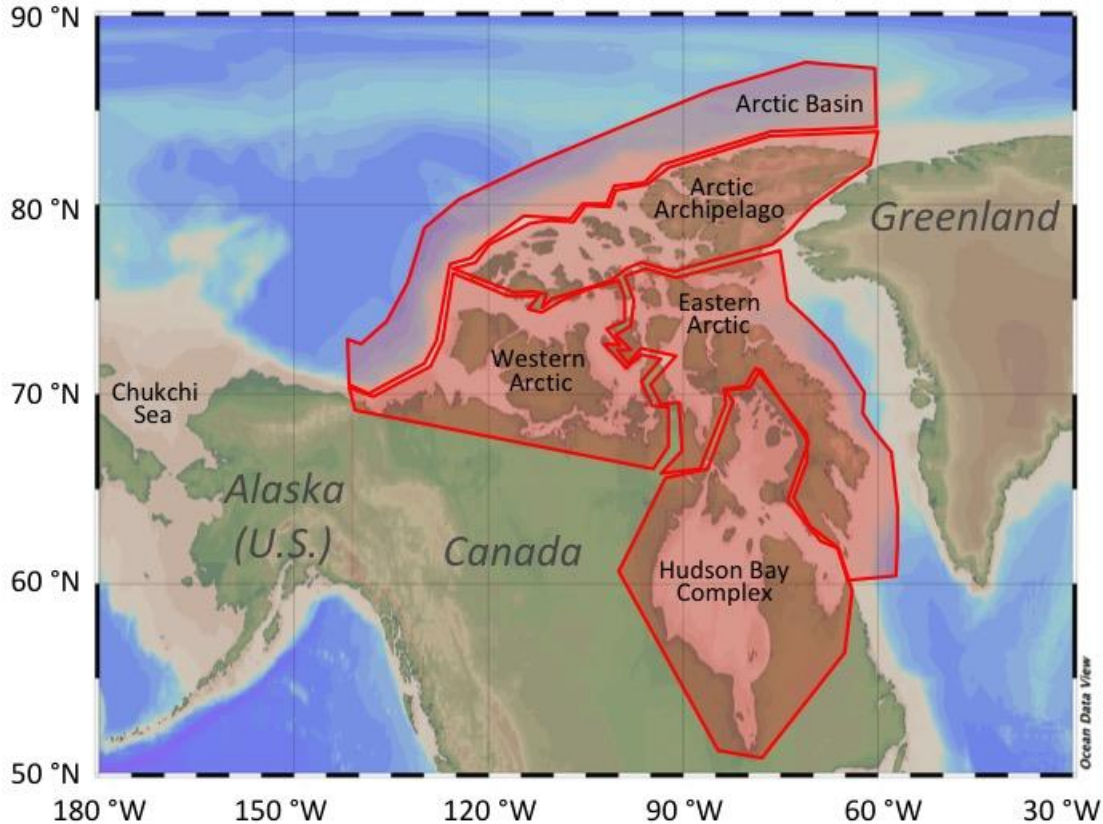 90 °N
Arctic Basin
Arctic
Archipelago
80 °N
Greenland
Eastern
Arctic
Western
Arctic
70 °N
Chukchi
Sea
Alaska
(U.S.)
Canada
60 °N
Hudson Bay
Complex
Ocean Data View
50 °N
180 °W
150 °W
120 °W
90 °W
60 °W
30 °W